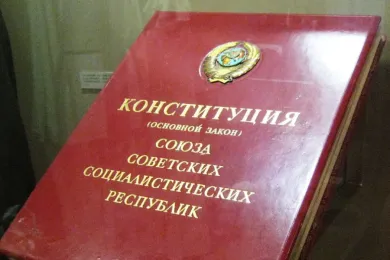 КОНСТИТУЦИЯ
(ОСНОВНОЙ ЗАКОН)
СОЮЗА
СОВЕТСКИХ
СОЦИАЛИСТИЧЕСКИХ
РЕСПУБЛИК